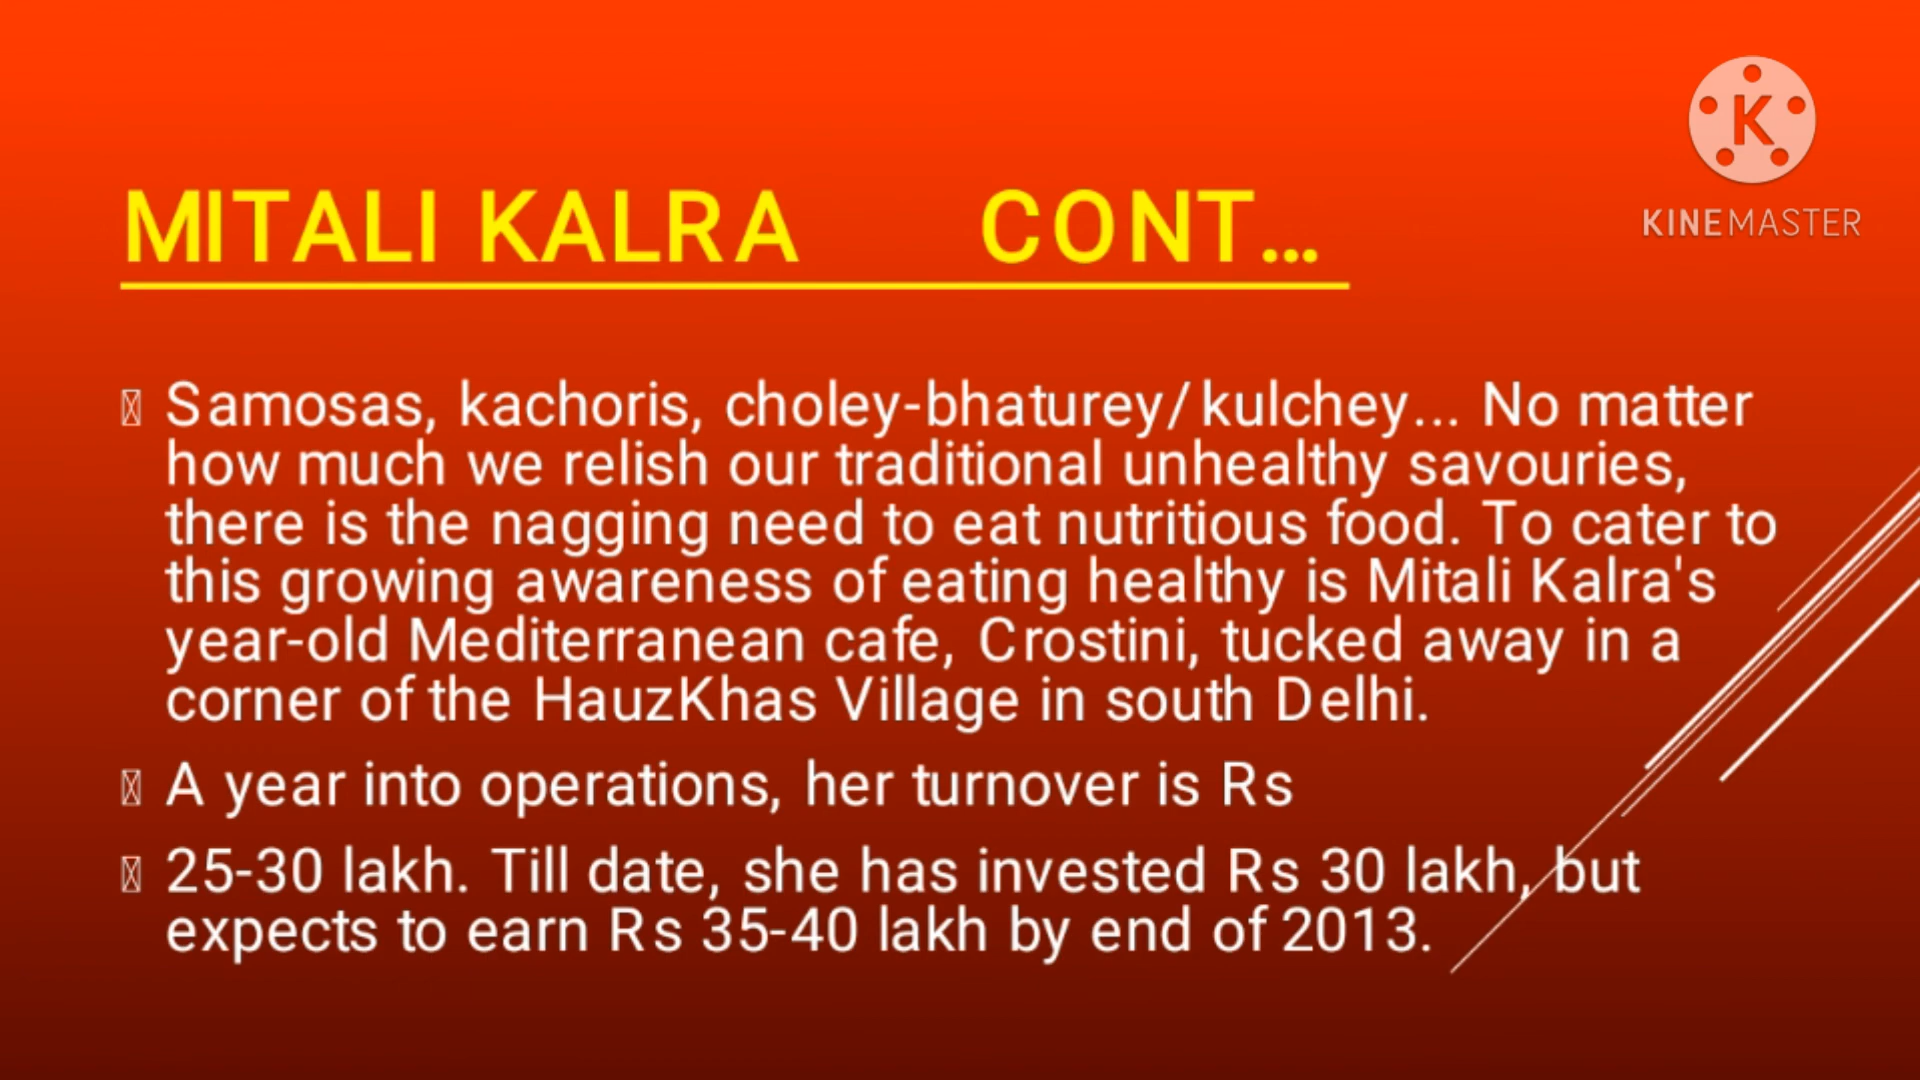 K
KINEMASTER
MITALI KALRA CONT...
Samosas, kachoris, choley-bhaturey/kulchey... No matter
how much we relish our traditional unhealthy savouries,
there is the nagging need to eat nutritious food. To cater to
this growing awareness of eating healthy is Mitali Kalra's
year-old Mediterranean cafe, Crostini, tucked away in a
corner of the HauzKhas Village in south Delhi.
A year into operations, her turnover is Rs
25-30 lakh. Till date, she has invested Rs 30 lakh, but
expects to earn Rs 35-40 lakh by end of 2013.